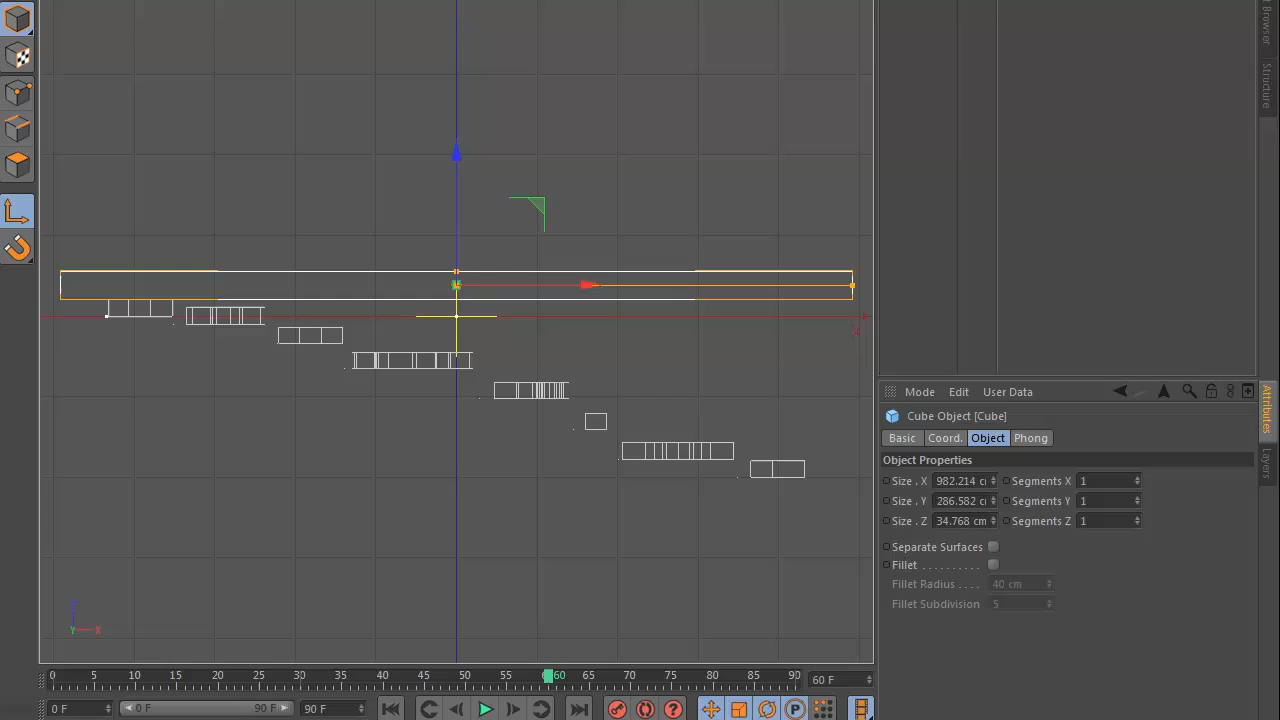 t Browser
Structure
X
Z
Y X
Mode Edit User Data
Attributes
Layers
Cube Object [Cube]
Basic Coord. Object Phong
Object Properties
Size . X 982.214 c Segments X 1
Size . Y 286.582 c Segments Y 1
Size . Z 34.768 cm Segments Z 1
Separate Surfaces
Fillet . . . . . . . . . .
Fillet Radius . . . . 40 cm
Fillet Subdivision 5
0 5 10 15 20 25 30 35 40 45 50 55 60 65 70 75 80 85 90 60 F
0 F 0 F 90 F 90 F